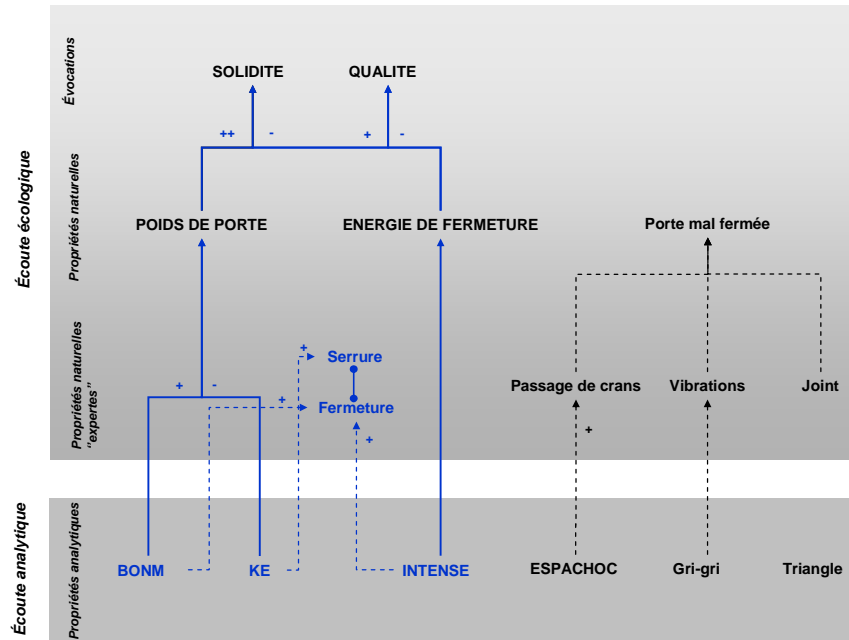 Écoute écologique
Écoute analytique
Évocations
Propriétés naturelles
Propriétés naturelles
"expertes"
Propriétés analytiques
SOLIDITE QUALITE
++ - + -
POIDS DE PORTE ENERGIE DE FERMETURE Porte mal fermée
+
Serrure
+ - Passage de crans Vibrations Joint
+
Fermeture
+ +
BONM KE INTENSE ESPACHOC Gri-gri Triangle